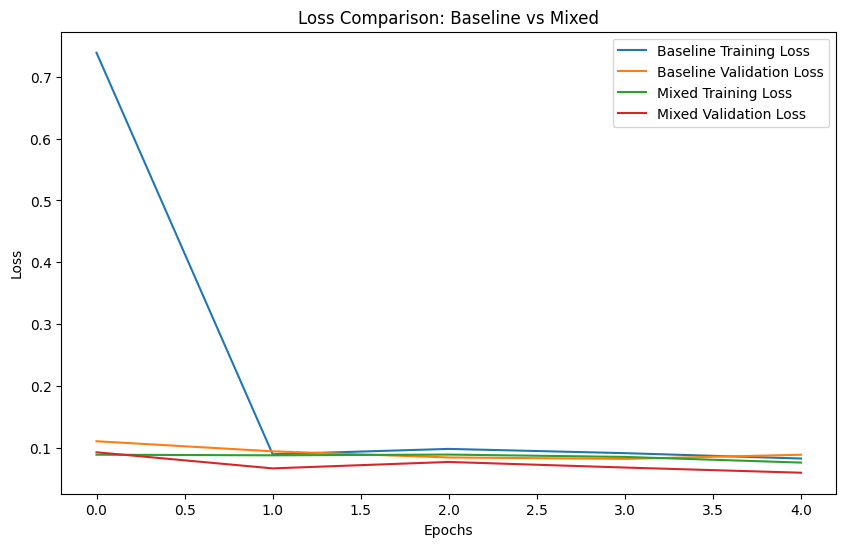 Loss Comparison: Baseline vs Mixed
Baseline Training Loss
Baseline Validation Loss
Mixed Training Loss
Mixed Validation Loss
Loss
0.7
0.6
0.5
0.4
0.3
0.2
0.1
0.0 0.5 1.0 1.5 2.0 2.5 3.0 3.5 4.0
Epochs